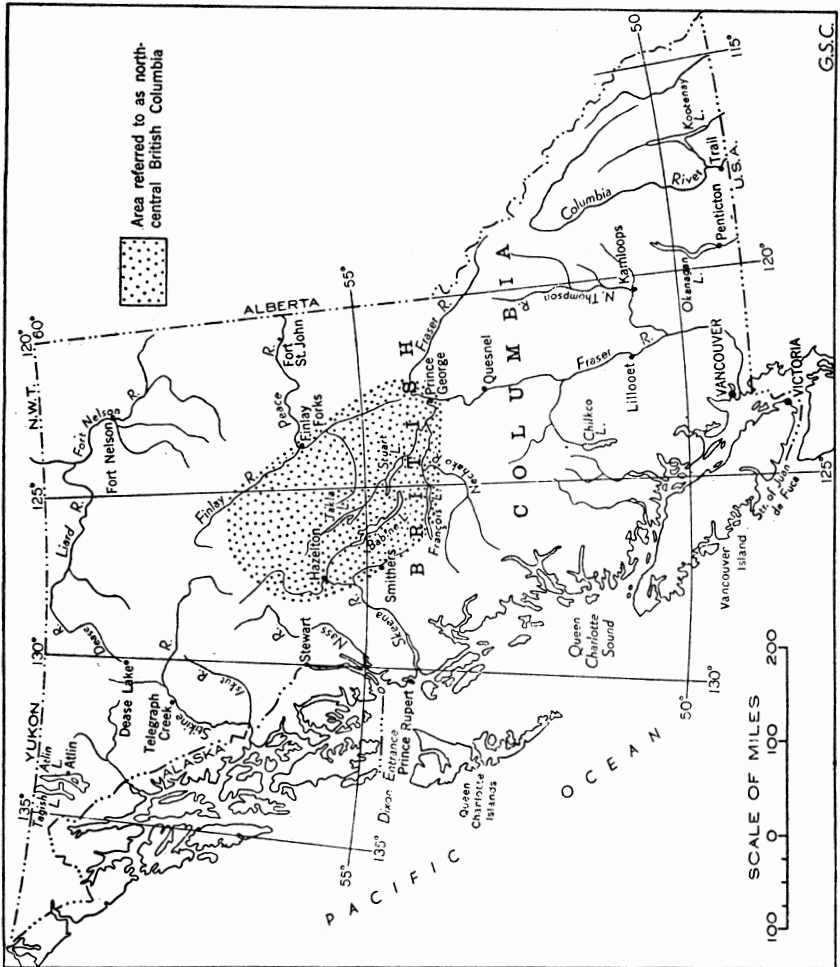 Area referred to as north-
central British Columbia
YUKON
N.W.T.
135°
130°
125°
120°
60°
Tagish
L.
Atlin
L.
Atlin
Dease
R.
Liard R.
Fort Nelson
R.
Fort Nelson
Dease Lake
Telegraph
Creek
Stikine
R.
Iskut
R.
ALASKA
ALBERTA
Finlay R.
Finlay
Forks
Peace
R.
Fort
St. John
Stewart
Nass
R.
Hazelton
Takla
L.
Stuart
L.
Babine L.
Smithers
Skeena
R.
55°
55°
135°
Dixon Entrance
Prince Rupert
Queen
Charlotte
Islands
François L.
Nechako
R.
Prince
George
Fraser R.
BRITISH
COLUMBIA
Quesnel
Queen
Charlotte
Sound
Chilkco
L.
Fraser
R.
Lillooet
N. Thompson
R.
Kamloops
Columbia
River
Okanagan
L.
Penticton
Kootenay
L.
Trail
U.S.A.
50
50°
130°
125°
120°
115°
Vancouver
Island
VANCOUVER
VICTORIA
Str. of Juan
de Fuca
PACIFIC
OCEAN
100 0 100 200
SCALE OF MILES
G.S.C.